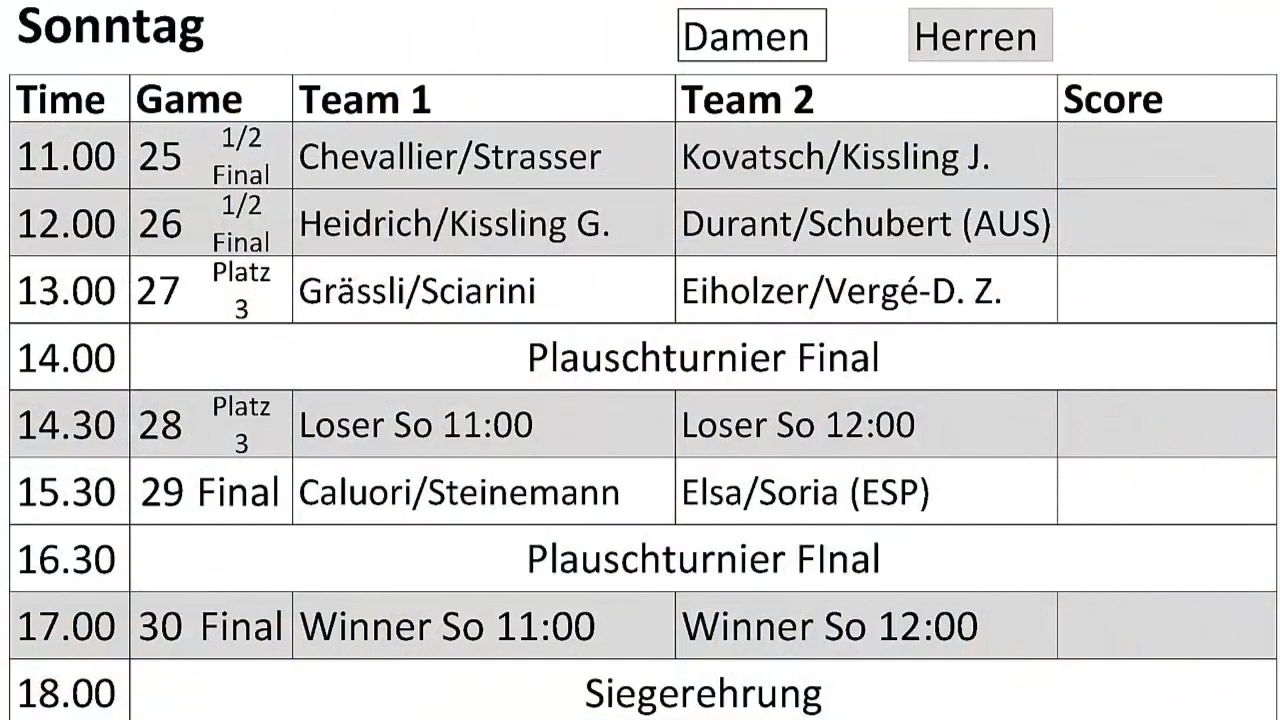 Sonntag Damen Herren
Time Game Team 1 Team 2 Score
11.00 25 1/2 Final Chevallier/Strasser Kovatsch/Kissling J.
12.00 26 1/2 Final Heidrich/Kissling G. Durant/Schubert (AUS)
13.00 27 Platz 3 Grässli/Sciarini Eiholzer/Vergé-D. Z.
14.00 Plauschturnier Final
14.30 28 Platz 3 Loser So 11:00 Loser So 12:00
15.30 29 Final Caluori/Steinemann Elsa/Soria (ESP)
16.30 Plauschturnier FInal
17.00 30 Final Winner So 11:00 Winner So 12:00
18.00 Siegerehrung